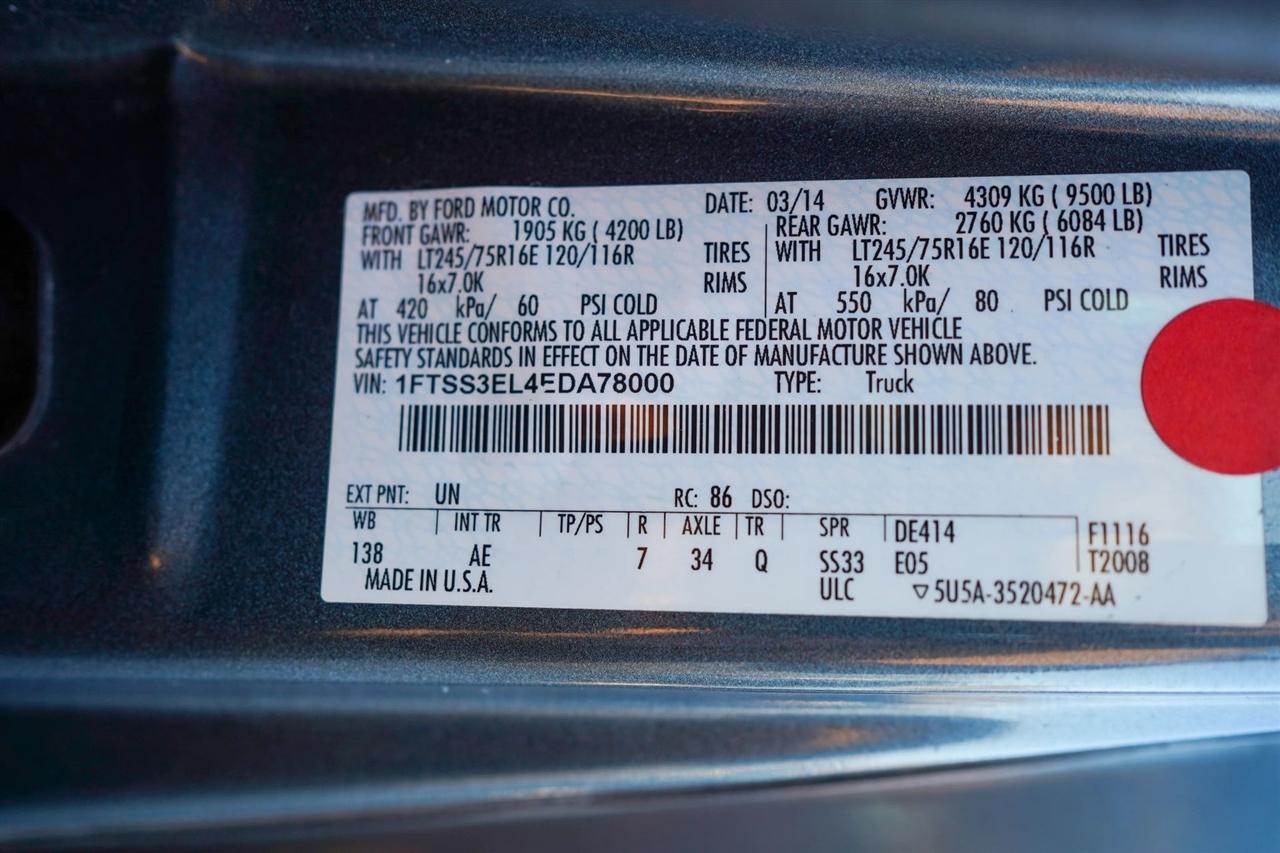 MFD. BY FORD MOTOR CO. DATE: 03/14 GVWR: 4309 KG ( 9500 LB)
FRONT GAWR: 1905 KG ( 4200 LB) REAR GAWR: 2760 KG ( 6084 LB)
WITH LT245/75R16E 120/116R TIRES WITH LT245/75R16E 120/116R TIRES
16x7.0K RIMS 16x7.0K RIMS
AT 420 kPa/ 60 PSI COLD AT 550 kPa/ 80 PSI COLD
THIS VEHICLE CONFORMS TO ALL APPLICABLE FEDERAL MOTOR VEHICLE
SAFETY STANDARDS IN EFFECT ON THE DATE OF MANUFACTURE SHOWN ABOVE.
VIN: 1FTSS3EL4EDA78000 TYPE: Truck
EXT PNT: UN RC: 86 DSO:
WB INT TR TP/PS R AXLE TR SPR DE414 F1116
138 AE 7 34 Q SS33 E05 T2008
MADE IN U.S.A. ULC ▽5U5A-3520472-AA